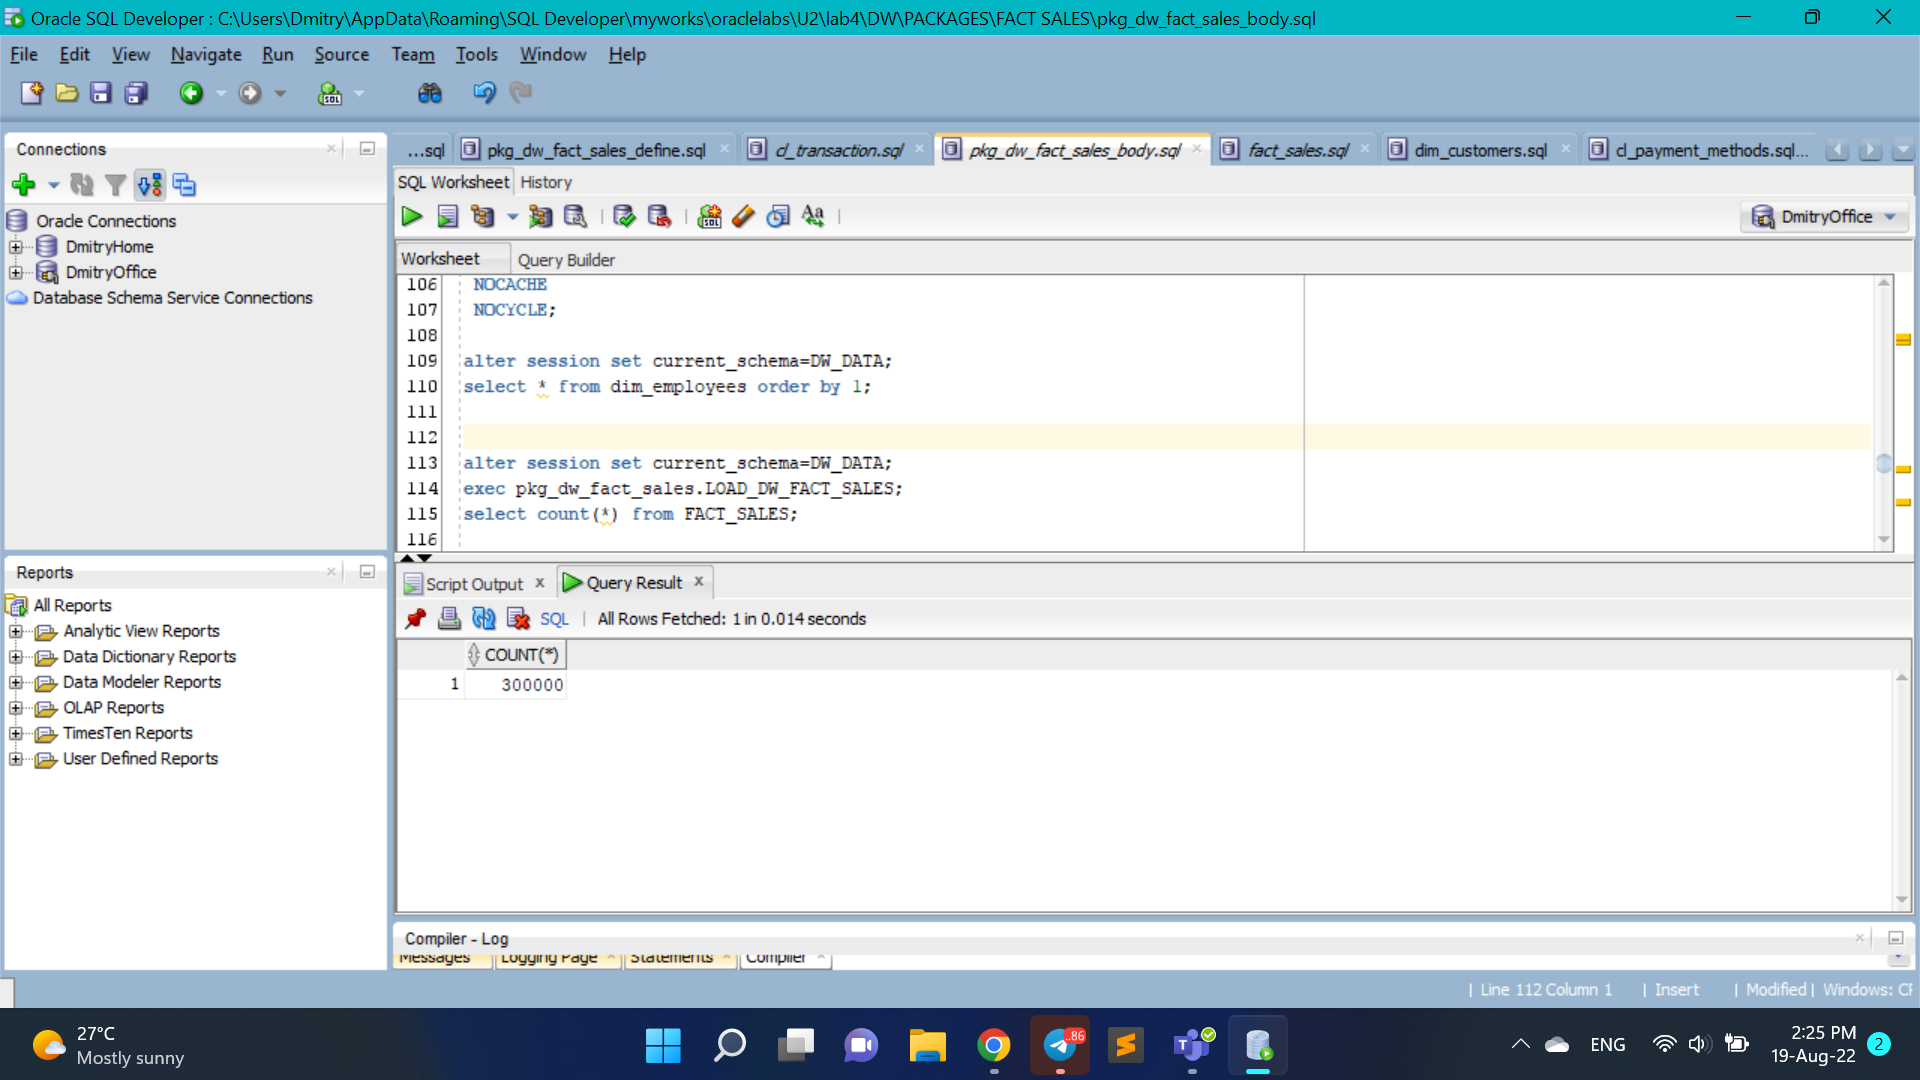 Oracle SQL Developer : C:\Users\Dmitry\AppData\Roaming\SQL Developer\myworks\oraclelabs\U2\lab4\DW\PACKAGES\FACT SALES\pkg_dw_fact_sales_body.sql
File Edit View Navigate Run Source Team Tools Window Help
Connections
Oracle Connections
DmitryHome
DmitryOffice
Database Schema Service Connections
Reports
All Reports
Analytic View Reports
Data Dictionary Reports
Data Modeler Reports
OLAP Reports
TimesTen Reports
User Defined Reports
...sql pkg_dw_fact_sales_define.sql cl_transaction.sql pkg_dw_fact_sales_body.sql fact_sales.sql dim_customers.sql cl_payment_methods.sql...
SQL Worksheet History
DmitryOffice
Worksheet Query Builder
106 NOCACHE
107 NOCYCLE;
108
109 alter session set current_schema=DW_DATA;
110 select * from dim_employees order by 1;
111
112
113 alter session set current_schema=DW_DATA;
114 exec pkg_dw_fact_sales.LOAD_DW_FACT_SALES;
115 select count(*) from FACT_SALES;
116
Script Output x Query Result x
SQL | All Rows Fetched: 1 in 0.014 seconds
COUNT(*)
1 300000
Compiler - Log
Messages Logging Page Statements Compiler
| Line 112 Column 1 | Insert | Modified | Windows: CF
27°C
Mostly sunny
..86
ENG
2:25 PM
19-Aug-22
2